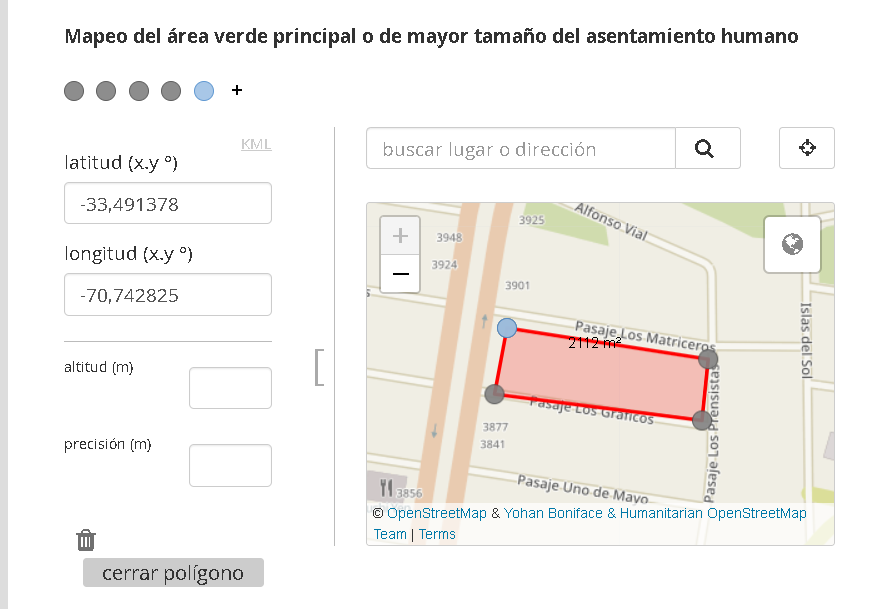 Mapeo del área verde principal o de mayor tamaño del asentamiento humano
+
KML
latitud (x.y °)
-33,491378
longitud (x.y °)
-70,742825
altitud (m)
precisión (m)
cerrar polígono
buscar lugar o dirección
+
−
Alfonso Vial
3925
3948
3924
3901
Islas del Sol
Pasaje Los Matriceros
2112 m²
Pasaje Los Prensistas
Pasaje Los Gráficos
3877
3841
Pasaje Uno de Mayo
3856
© OpenStreetMap & Yohan Boniface & Humanitarian OpenStreetMap
Team | Terms